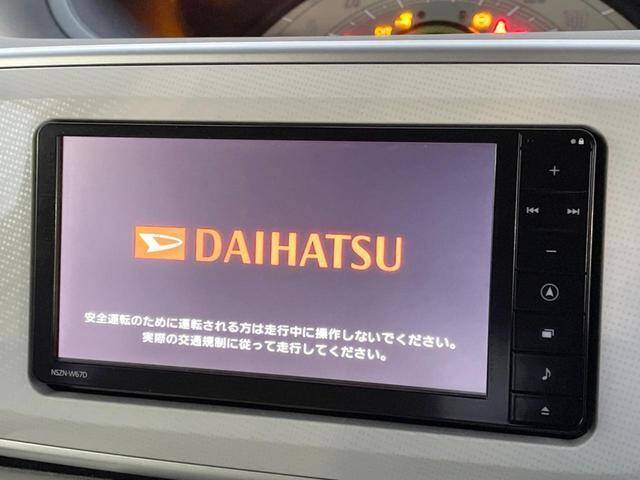 DAIHATSU
安全運転のために運転される方は走行中に操作しないでください。
実際の交通規制に従って走行してください。
NSZN-W67D